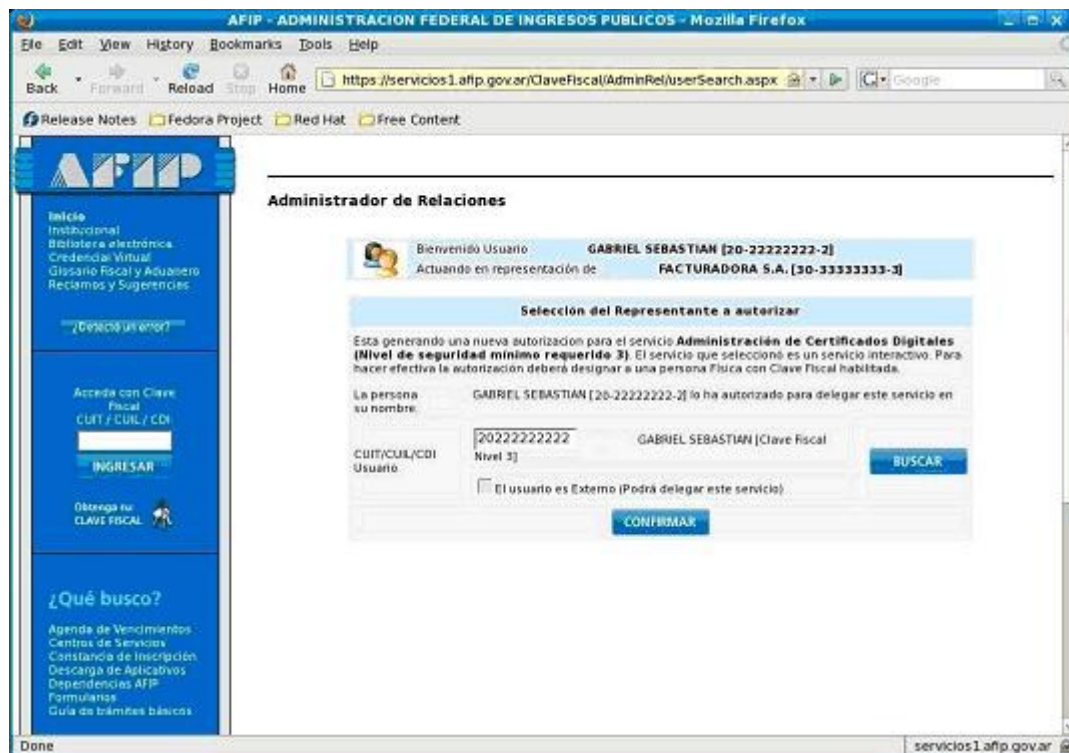 AFIP - ADMINISTRACION FEDERAL DE INGRESOS PUBLICOS - Mozilla Firefox
File Edit View History Bookmarks Tools Help
Back Forward Reload Stop Home https://servicios1.afip.gov.ar/ClaveFiscal/AdminRel/userSearch.aspx Google
Release Notes Fedora Project Red Hat Free Content
AFIP
Inicio
Institucional
Biblioteca electrónica
Credencial Virtual
Glosario Fiscal y Aduanero
Reclamos y Sugerencias
¿Detectó un error?
Acceda con Clave
Fiscal
CUIT / CUIL / CDI
INGRESAR
Obtenga su
CLAVE FISCAL
¿Qué busco?
Agenda de Vencimientos
Centros de Servicios
Constancia de Inscripción
Descarga de Aplicativos
Dependencias AFIP
Formularios
Guía de trámites básicos
Administrador de Relaciones
Bienvenido Usuario GABRIEL SEBASTIAN [20-22222222-2]
Actuando en representación de FACTURADORA S.A. [30-33333333-3]
Selección del Representante a autorizar
Esta generando una nueva autorizacion para el servicio Administración de Certificados Digitales
(Nivel de seguridad mínimo requerido 3). El servicio que seleccionó es un servicio interactivo. Para
hacer efectiva la autorización deberá designar a una persona Física con Clave Fiscal habilitada.
La persona GABRIEL SEBASTIAN [20-22222222-2] lo ha autorizado para delegar este servicio en
su nombre.
CUIT/CUIL/CDI
Usuario
20222222222 GABRIEL SEBASTIAN [Clave Fiscal
Nivel 3]
BUSCAR
El usuario es Externo (Podrá delegar este servicio)
CONFIRMAR
Done servicios1.afip.gov.ar